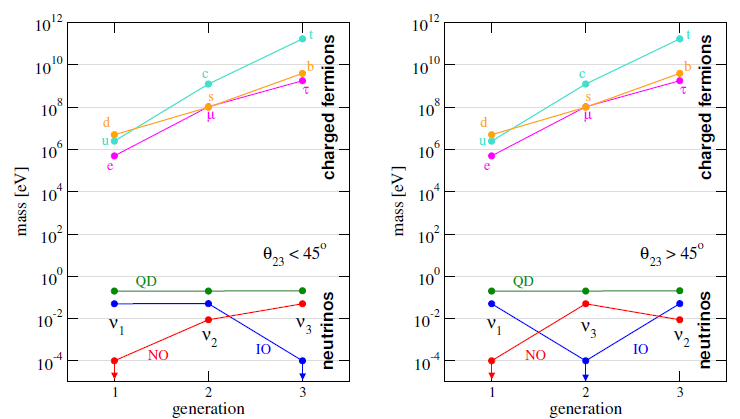 10^12
10^10
10^8
10^6
10^4
10^2
10^0
10^-2
10^-4
mass [eV]
t
c
b
d
s
τ
u
μ
e
charged fermions
θ23 < 45°
QD
ν1
ν2
ν3
NO
IO
neutrinos
1 2 3
generation
10^12
10^10
10^8
10^6
10^4
10^2
10^0
10^-2
10^-4
mass [eV]
t
c
b
d
s
τ
u
μ
e
charged fermions
θ23 > 45°
QD
ν1
ν3
ν2
NO
IO
neutrinos
1 2 3
generation